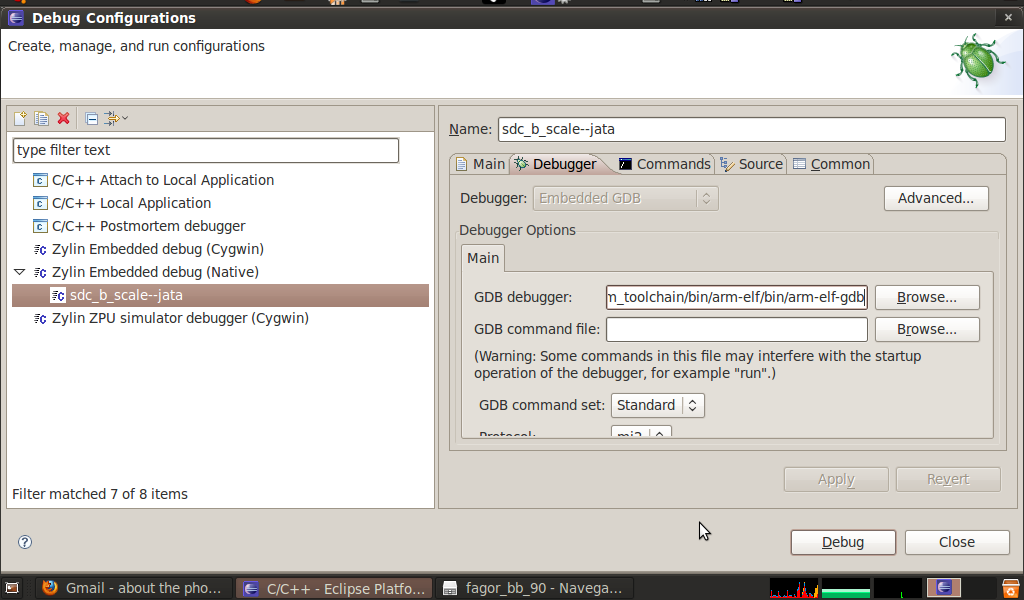 Debug Configurations
Create, manage, and run configurations
type filter text
C/C++ Attach to Local Application
C/C++ Local Application
C/C++ Postmortem debugger
Zylin Embedded debug (Cygwin)
Zylin Embedded debug (Native)
sdc_b_scale--jata
Zylin ZPU simulator debugger (Cygwin)
Filter matched 7 of 8 items
Name: sdc_b_scale--jata
Main Debugger Commands Source Common
Debugger: Embedded GDB Advanced...
Debugger Options
Main
GDB debugger: m_toolchain/bin/arm-elf/bin/arm-elf-gdb Browse...
GDB command file: Browse...
(Warning: Some commands in this file may interfere with the startup
operation of the debugger, for example "run".)
GDB command set: Standard
Protocol: mi2
Apply Revert
Debug Close
Gmail - about the pho... C/C++ - Eclipse Platfo... fagor_bb_90 - Navega...